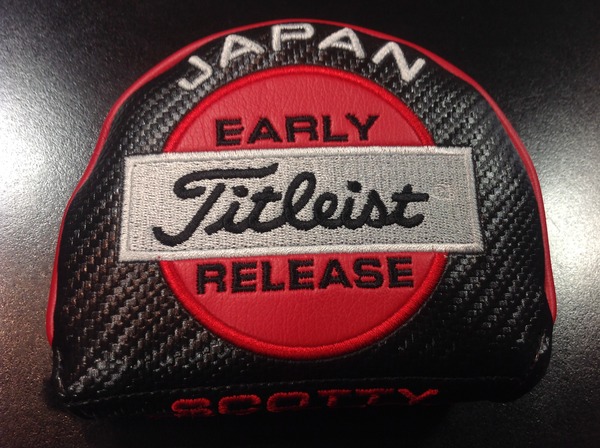 JAPAN
EARLY
Titleist
RELEASE
SCOTTY